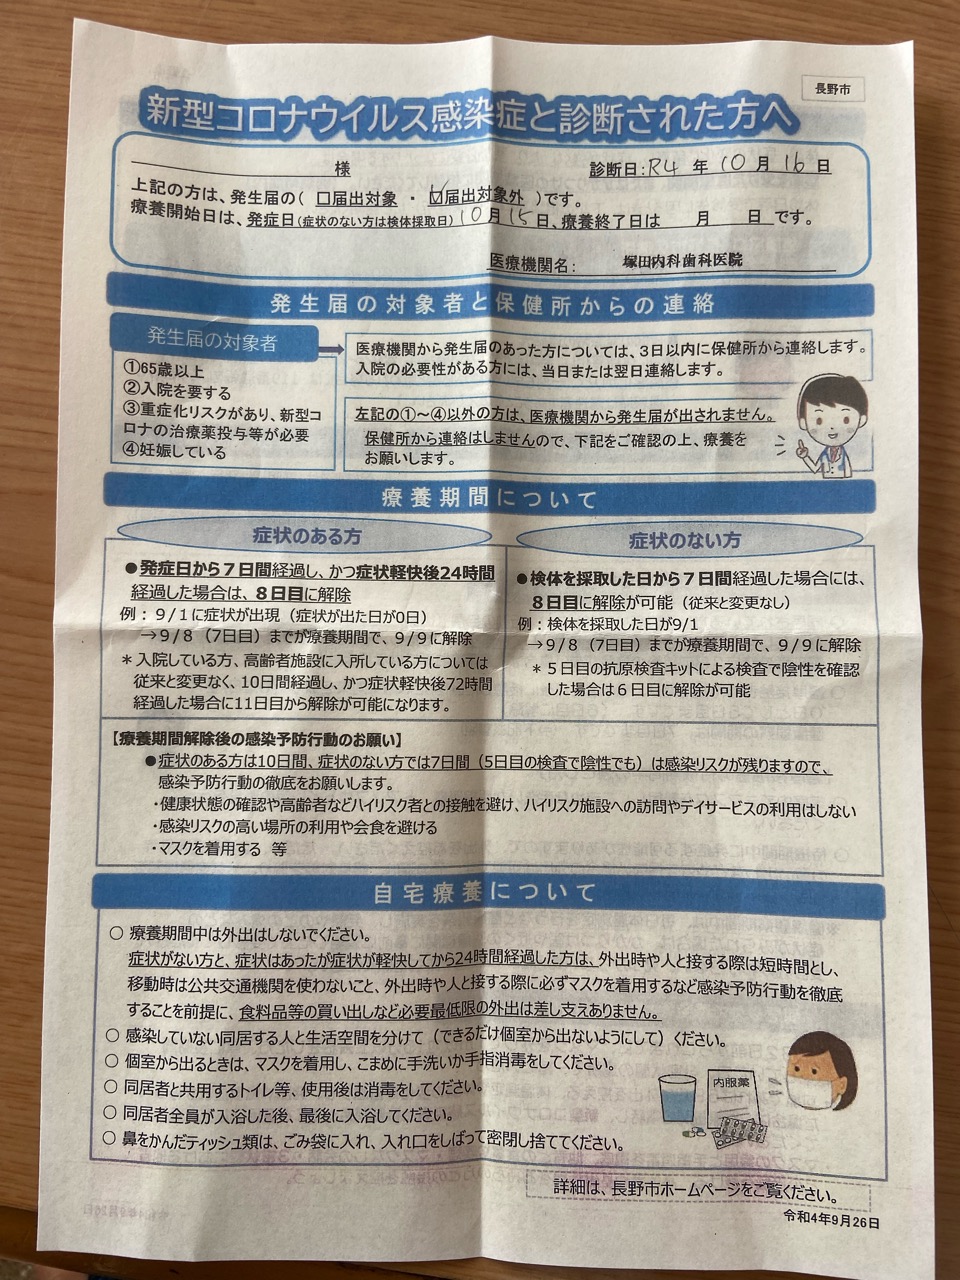 長野市
新型コロナウイルス感染症と診断された方へ
様 診断日:R4 年 10 月 16 日
上記の方は、発生届の( □届出対象 ・ ☑届出対象外 )です。
療養開始日は、発症日(症状のない方は検体採取日)10月15日、療養終了日は 月 日 です。
医療機関名: 塚田内科歯科医院
発生届の対象者と保健所からの連絡
発生届の対象者
①65歳以上
②入院を要する
③重症化リスクがあり、新型コ
ロナの治療薬投与等が必要
④妊娠している
医療機関から発生届のあった方については、3日以内に保健所から連絡します。
入院の必要性がある方には、当日または翌日連絡します。
左記の①～④以外の方は、医療機関から発生届が出されません。
保健所から連絡はしませんので、下記をご確認の上、療養を
お願いします。
療養期間について
症状のある方
●発症日から7日間経過し、かつ症状軽快後24時間
経過した場合は、8日目に解除
例：9/1に症状が出現（症状が出た日が0日）
→9/8（7日目）までが療養期間で、9/9に解除
＊入院している方、高齢者施設に入所している方については
従来と変更なく、10日間経過し、かつ症状軽快後72時間
経過した場合に11日目から解除が可能になります。
症状のない方
●検体を採取した日から7日間経過した場合には、
8日目に解除が可能（従来と変更なし）
例：検体を採取した日が9/1
→9/8（7日目）までが療養期間で、9/9に解除
＊5日目の抗原検査キットによる検査で陰性を確認
した場合は6日目に解除が可能
【療養期間解除後の感染予防行動のお願い】
●症状のある方は10日間、症状のない方では7日間（5日目の検査で陰性でも）は感染リスクが残りますので、
感染予防行動の徹底をお願いします。
・健康状態の確認や高齢者などハイリスク者との接触を避け、ハイリスク施設への訪問やデイサービスの利用はしない
・感染リスクの高い場所の利用や会食を避ける
・マスクを着用する 等
自宅療養について
○ 療養期間中は外出はしないでください。
症状がない方と、症状はあったが症状が軽快してから24時間経過した方は、外出時や人と接する際は短時間とし、
移動時は公共交通機関を使わないこと、外出時や人と接する際に必ずマスクを着用するなど感染予防行動を徹底
することを前提に、食料品等の買い出しなど必要最低限の外出は差し支えありません。
○ 感染していない同居する人と生活空間を分けて（できるだけ個室から出ないようにして）ください。
○ 個室から出るときは、マスクを着用し、こまめに手洗いか手指消毒をしてください。
○ 同居者と共用するトイレ等、使用後は消毒をしてください。
○ 同居者全員が入浴した後、最後に入浴してください。
○ 鼻をかんだティッシュ類は、ごみ袋に入れ、入れ口をしばって密閉し捨ててください。
内服薬
詳細は、長野市ホームページをご覧ください。
令和4年9月26日